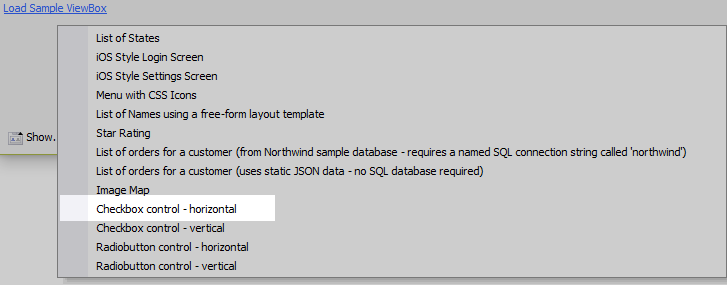 Load Sample ViewBox
List of States
iOS Style Login Screen
iOS Style Settings Screen
Menu with CSS Icons
List of Names using a free-form layout template
Star Rating
List of orders for a customer (from Northwind sample database - requires a named SQL connection string called 'northwind')
List of orders for a customer (uses static JSON data - no SQL database required)
Image Map
Checkbox control - horizontal
Checkbox control - vertical
Radiobutton control - horizontal
Radiobutton control - vertical
Show.